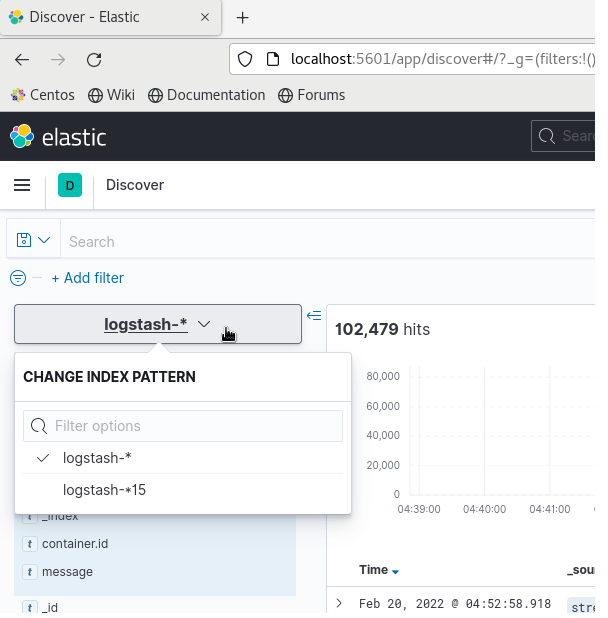 Discover - Elastic
localhost:5601/app/discover#/?_g=(filters:!()
Centos Wiki Documentation Forums
elastic
Sear
D Discover
Search
+ Add filter
logstash-*
102,479 hits
CHANGE INDEX PATTERN
Filter options
logstash-*
logstash-*15
80,000
60,000
40,000
20,000
0
04:39:00 04:40:00 04:41:00
_index
t container.id
t message
t _id
Time _sou
Feb 20, 2022 @ 04:52:58.918 stre